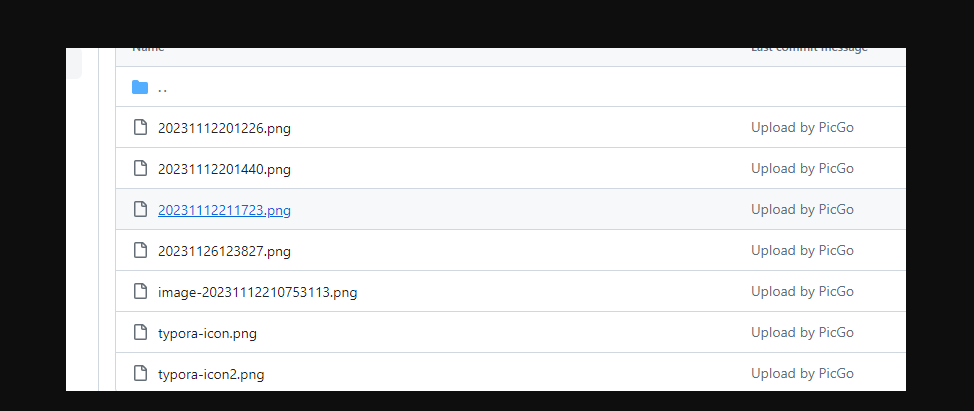 Name Last commit message
..
20231112201226.png Upload by PicGo
20231112201440.png Upload by PicGo
20231112211723.png Upload by PicGo
20231126123827.png Upload by PicGo
image-20231112210753113.png Upload by PicGo
typora-icon.png Upload by PicGo
typora-icon2.png Upload by PicGo